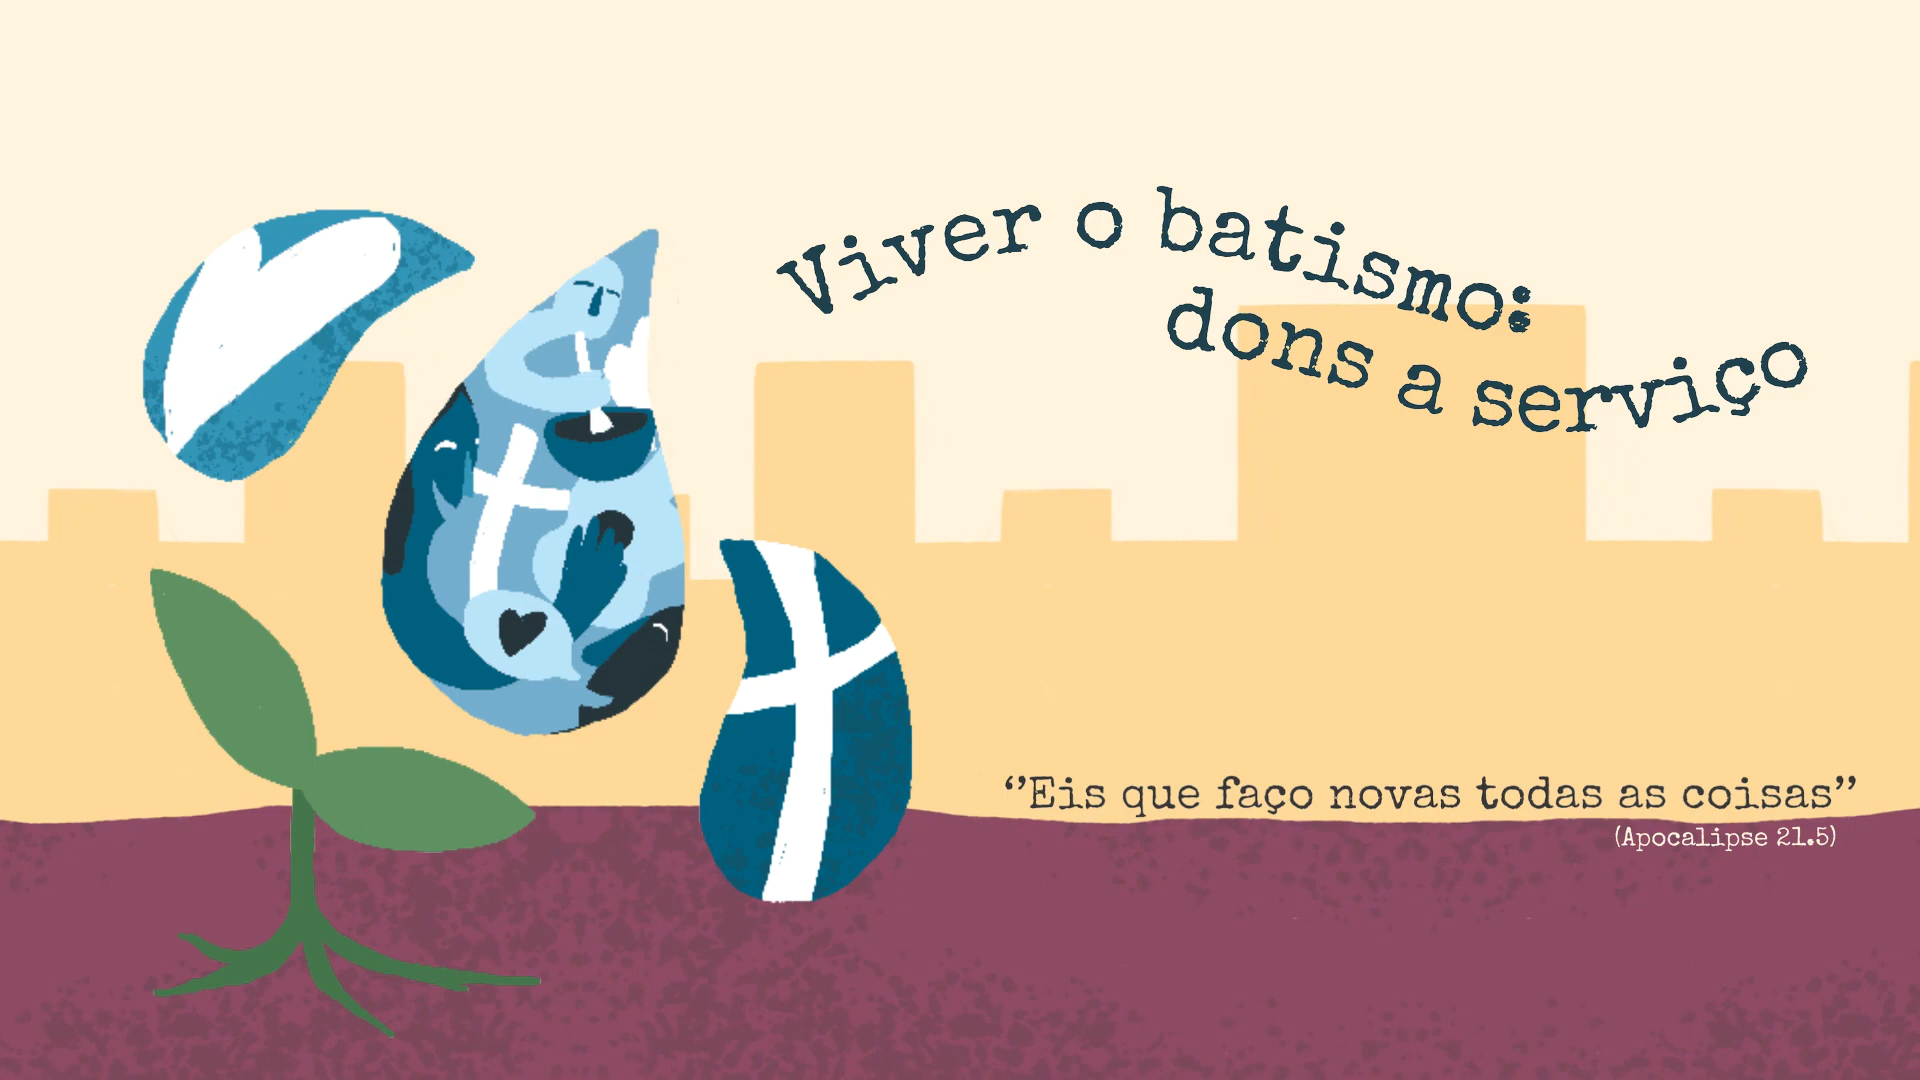 Viver o batismo:
dons a serviço
‘’Eis que faço novas todas as coisas’’
(Apocalipse 21.5)